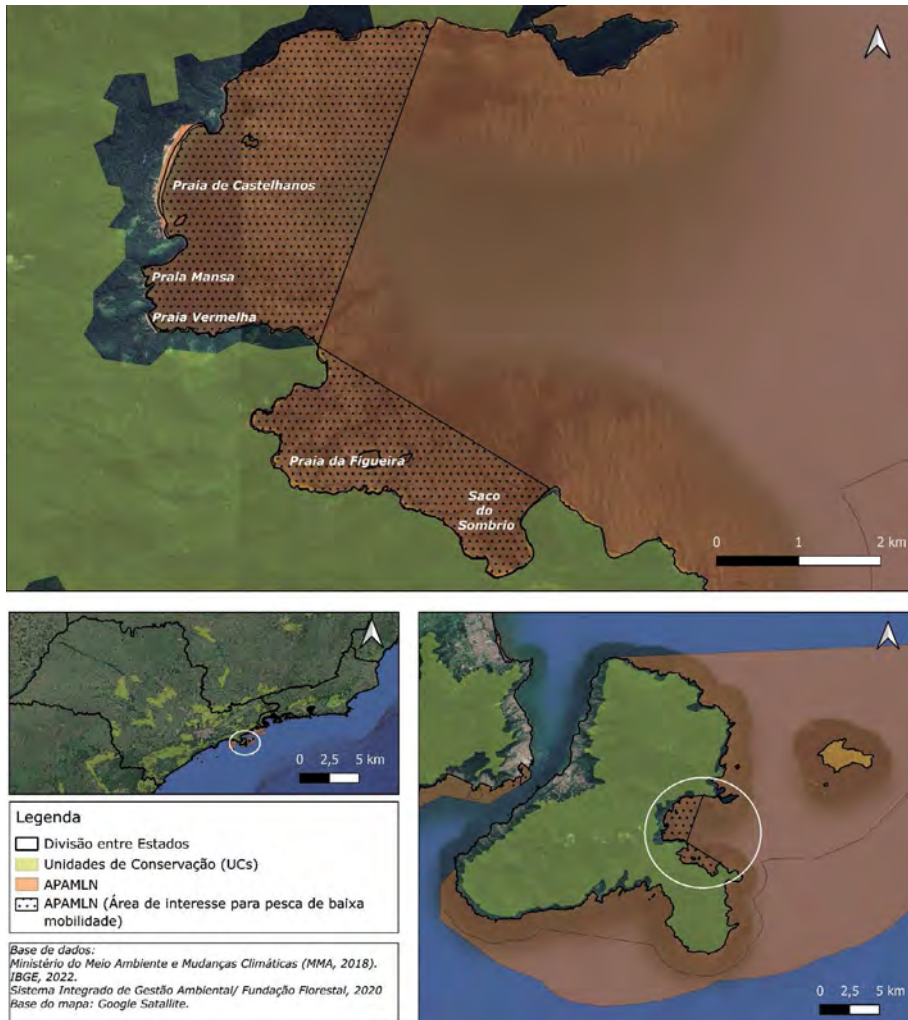 Praia de Castelhanos
Praia Mansa
Praia Vermelha
Praia da Figueira
Saco
do
Sombrio
0 1 2 km
0 2,5 5 km
Legenda
Divisão entre Estados
Unidades de Conservação (UCs)
APAMLN
APAMLN (Área de interesse para pesca de baixa
mobilidade)
Base de dados:
Ministério do Meio Ambiente e Mudanças Climáticas (MMA, 2018).
IBGE, 2022.
Sistema Integrado de Gestão Ambiental/ Fundação Florestal, 2020
Base do mapa: Google Satallite.
0 2,5 5 km